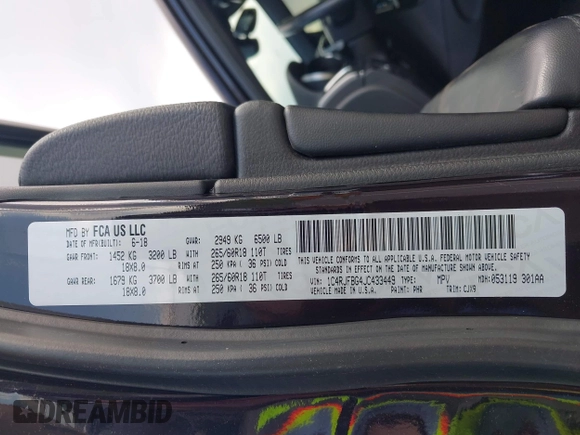 MFD BY FCA US LLC
DATE OF MFR(BUILT): 6-18 GVWR: 2949 KG 6500 LB
GAWR FRONT: 1452 KG 3200 LB WITH 265/60R18 110T TIRES
18X8.0 RIMS AT 250 KPA ( 36 PSI) COLD
GAWR REAR: 1679 KG 3700 LB WITH 265/60R18 110T TIRES
18X8.0 RIMS AT 250 KPA ( 36 PSI) COLD
THIS VEHICLE CONFORMS TO ALL APPLICABLE U.S.A. FEDERAL MOTOR VEHICLE
SAFETY, BUMPER, AND THEFT PREVENTION STANDARDS IN EFFECT
ON THE DATE OF MANUFACTURE SHOWN ABOVE.
VIN: 1C4RJFBG4JC433449 TYPE: MPV MDH: 053119 301AA
VEHICLE MADE IN U.S.A. PAINT: PHR TRIM: CJX9
DREAMBID